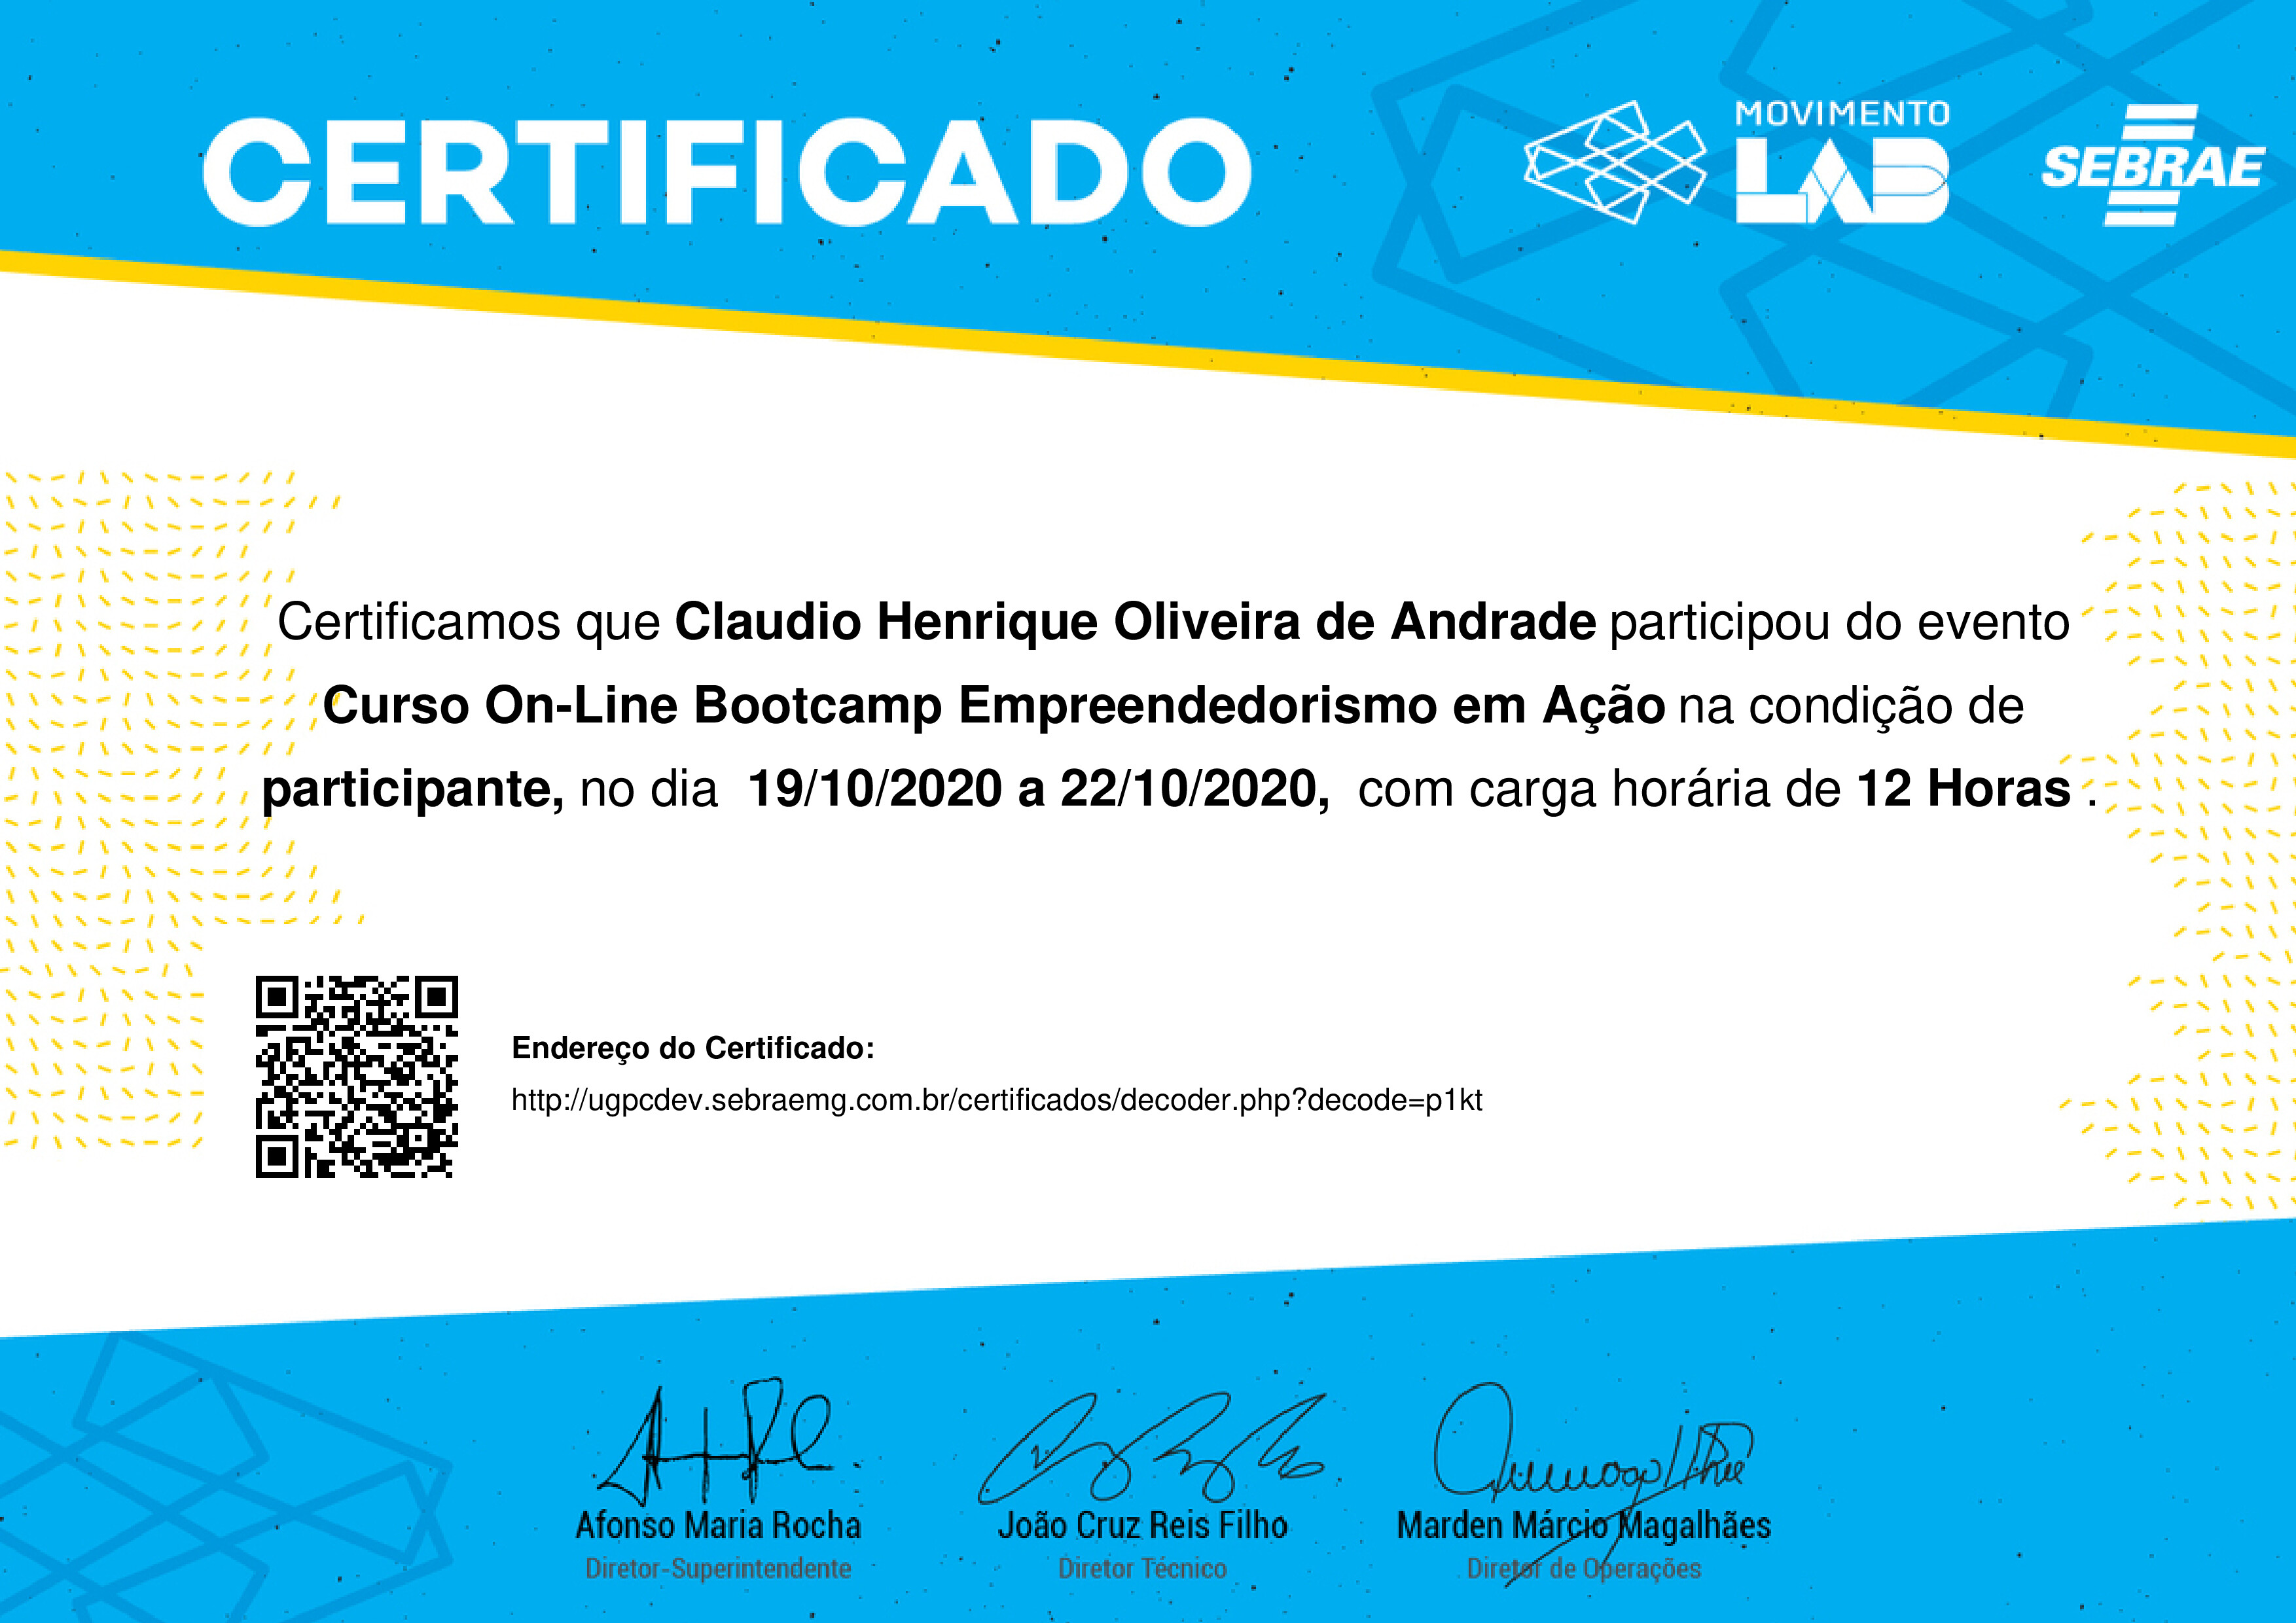 CERTIFICADO
MOVIMENTO
LAB
SEBRAE
Certificamos que Claudio Henrique Oliveira de Andrade participou do evento
Curso On-Line Bootcamp Empreendedorismo em Ação na condição de
participante, no dia 19/10/2020 a 22/10/2020, com carga horária de 12 Horas .
Endereço do Certificado:
http://ugpcdev.sebraemg.com.br/certificados/decoder.php?decode=p1kt
Afonso Maria Rocha
Diretor-Superintendente
João Cruz Reis Filho
Diretor Técnico
Marden Márcio Magalhães
Diretor de Operações